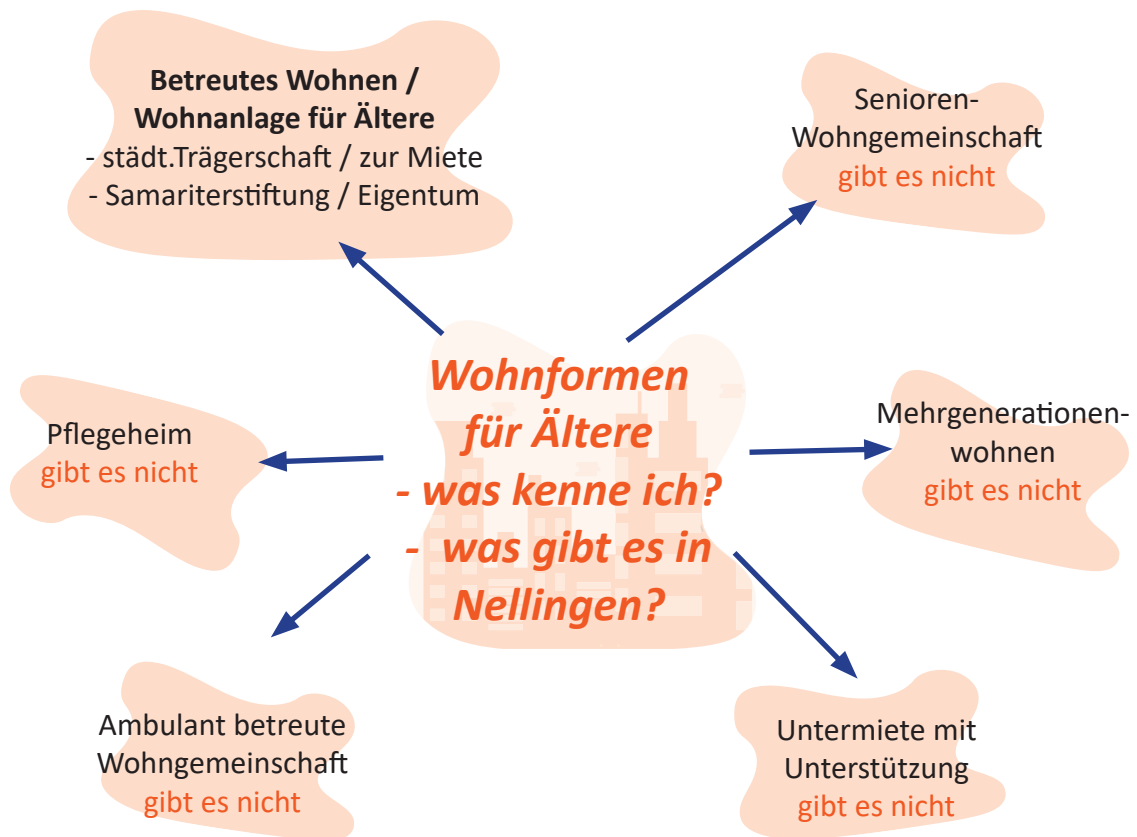 Betreutes Wohnen /
Wohnanlage für Ältere
- städt.Trägerschaft / zur Miete
- Samariterstiftung / Eigentum
Senioren-
Wohngemeinschaft
gibt es nicht
Wohnformen
für Ältere
- was kenne ich?
- was gibt es in
Nellingen?
Pflegeheim
gibt es nicht
Mehrgenerationen-
wohnen
gibt es nicht
Ambulant betreute
Wohngemeinschaft
gibt es nicht
Untermiete mit
Unterstützung
gibt es nicht